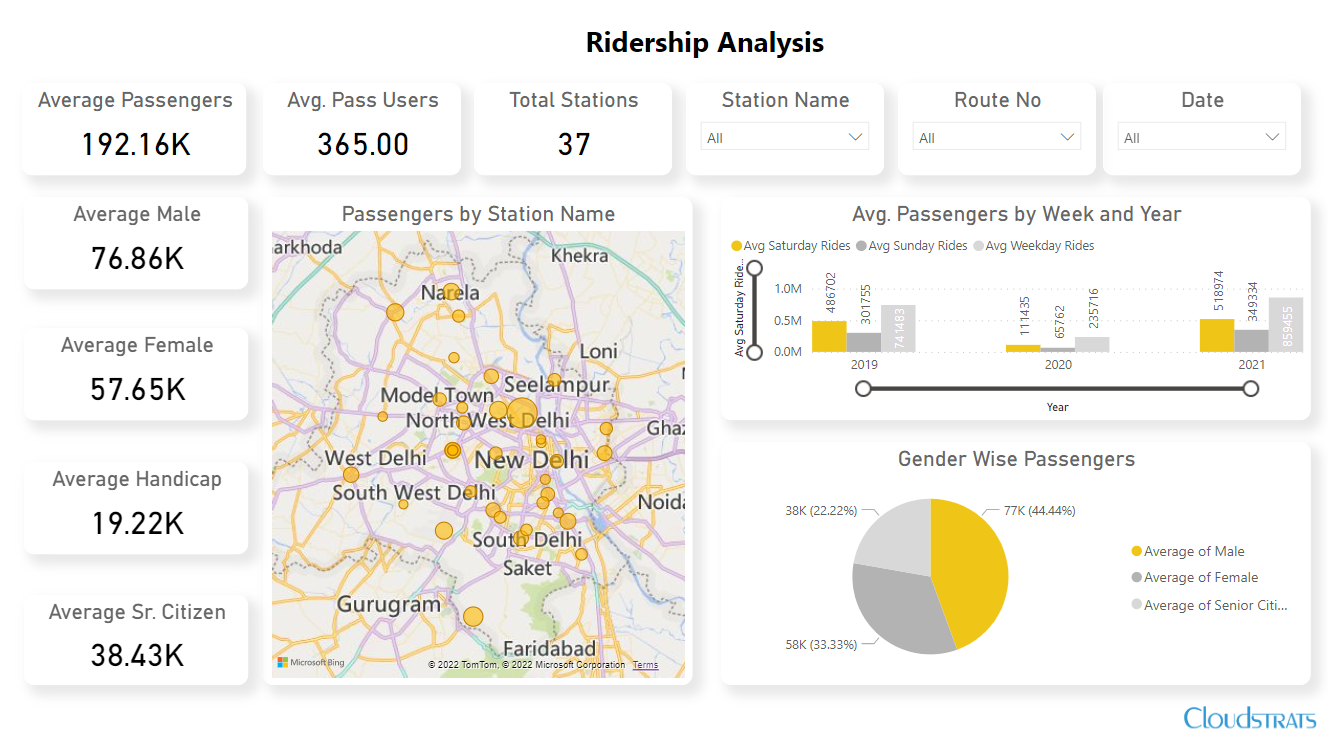 Ridership Analysis
Average Passengers
192.16K
Avg. Pass Users
365.00
Total Stations
37
Station Name
All
Route No
All
Date
All
Average Male
76.86K
Average Female
57.65K
Average Handicap
19.22K
Average Sr. Citizen
38.43K
Passengers by Station Name
arkhoda
Khekra
Narela
Loni
Seelampur
Model Town
North West Delhi
Ghaz
West Delhi
New Delhi
South West Delhi
Noida
South Delhi
Saket
Gurugram
Faridabad
Microsoft Bing
© 2022 TomTom, © 2022 Microsoft Corporation Terms
Avg. Passengers by Week and Year
Avg Saturday Rides Avg Sunday Rides Avg Weekday Rides
Avg Saturday Ride...
1.0M
0.5M
0.0M
486702
301755
741483
111435
65762
235716
518974
349334
859455
2019
2020
2021
Year
Gender Wise Passengers
38K (22.22%)
77K (44.44%)
58K (33.33%)
Average of Male
Average of Female
Average of Senior Citi...
Cloudstrats